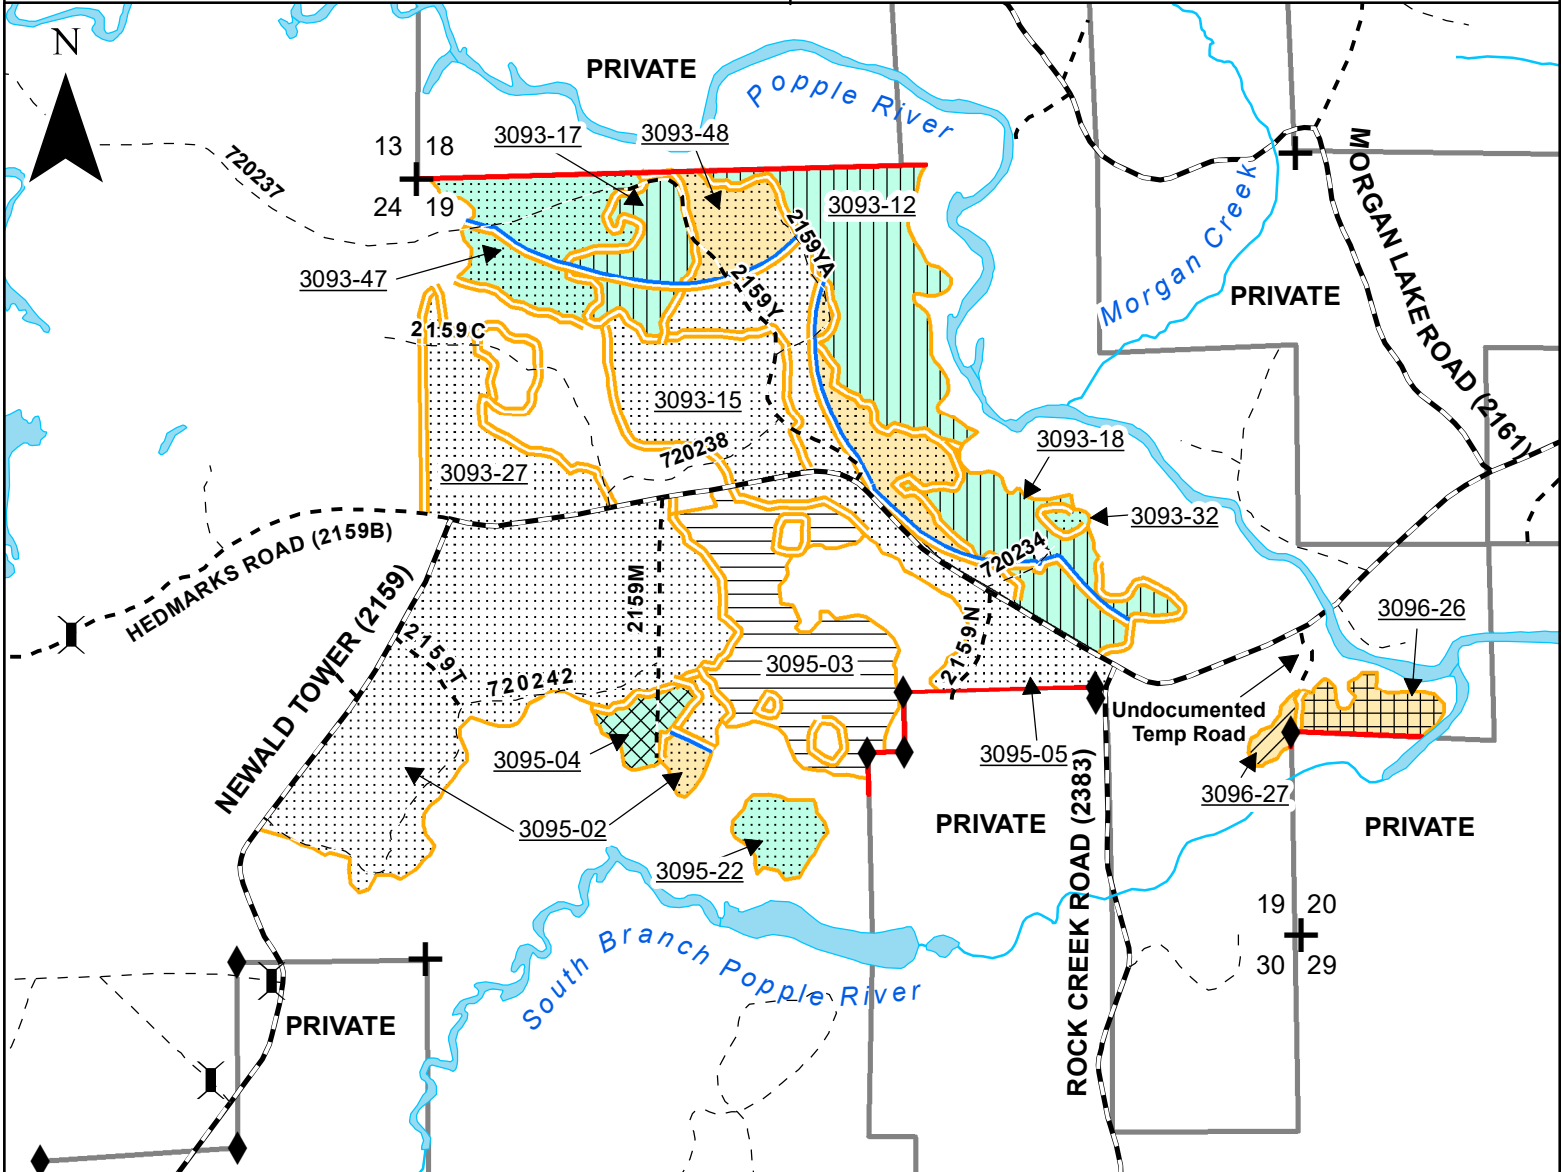 N
PRIVATE
Popple River
3093-17
3093-48
13 18
24 19
720237
3093-12
2159YA
2159Y
MORGAN LAKE ROAD (2161)
Morgan Creek
PRIVATE
3093-47
2159C
3093-15
3093-18
720238
3093-27
3093-32
HEDMARKS ROAD (2159B)
720234
2159M
NEWALD TOWER (2159)
2159T
2159N
3096-26
3095-03
720242
Undocumented
Temp Road
3095-04
3095-05
3096-27
3095-02
PRIVATE
PRIVATE
ROCK CREEK ROAD (2383)
3095-22
19 20
30 29
South Branch Popple River
PRIVATE